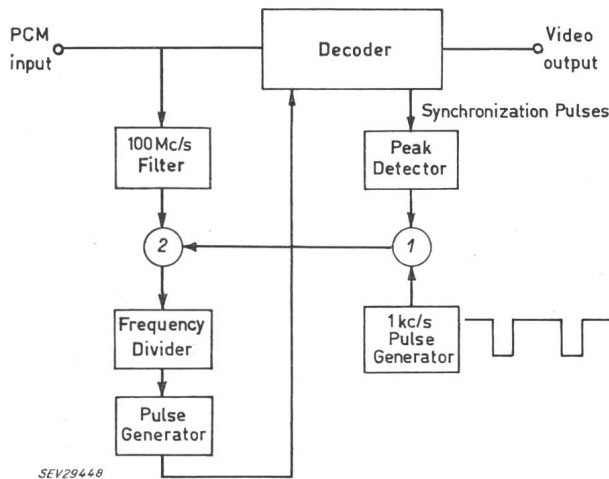 PCM
input
Decoder
Video
output
Synchronization Pulses
100 Mc/s
Filter
Peak
Detector
2
1
Frequency
Divider
1 kc/s
Pulse
Generator
Pulse
Generator
SEV29448